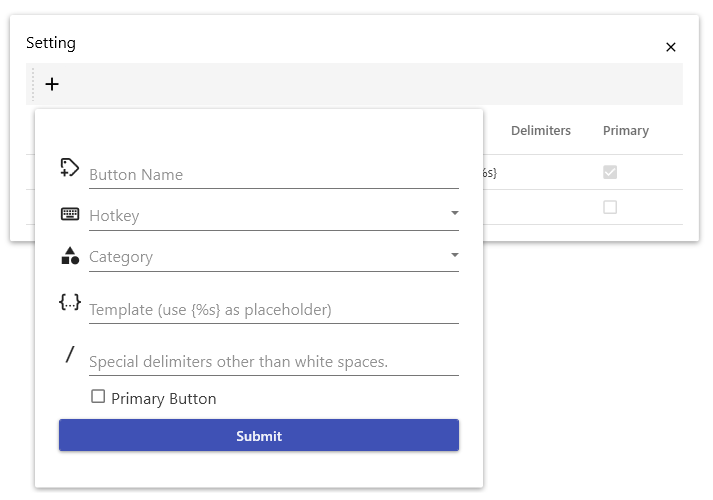 Setting
Delimiters Primary
Button Name
%s}
Hotkey
Category
{...} Template (use {%s} as placeholder)
/ Special delimiters other than white spaces.
Primary Button
Submit